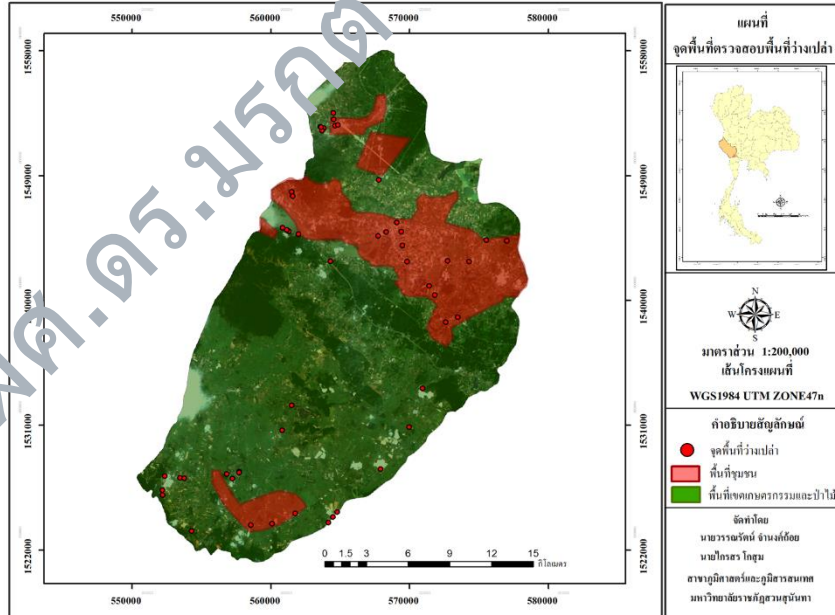 550000 560000 570000 580000
1558000 1558000
1549000 1549000
1540000 1540000
1531000 1531000
1522000 1522000
550000 560000 570000 580000
0 1.5 3 6 9 12 15
กิโลเมตร
ผศ.ดร.มรกต
แผนที่
จุดพื้นที่ตรวจสอบพื้นที่ว่างเปล่า
N
W E
S
มาตราส่วน 1:200,000
เส้นโครงแผนที่
WGS1984 UTM ZONE47n
คำอธิบายสัญลักษณ์
จุดพื้นที่ว่างเปล่า
พื้นที่ชุมชน
พื้นที่เขตเกษตรกรรมและป่าไม้
จัดทำโดย
นายวรรณรัตน์ จำนงค์ถ้อย
นายไกรสร โกสุม
สาขาภูมิศาสตร์และภูมิสารสนเทศ
มหาวิทยาลัยราชภัฏสวนสุนันทา